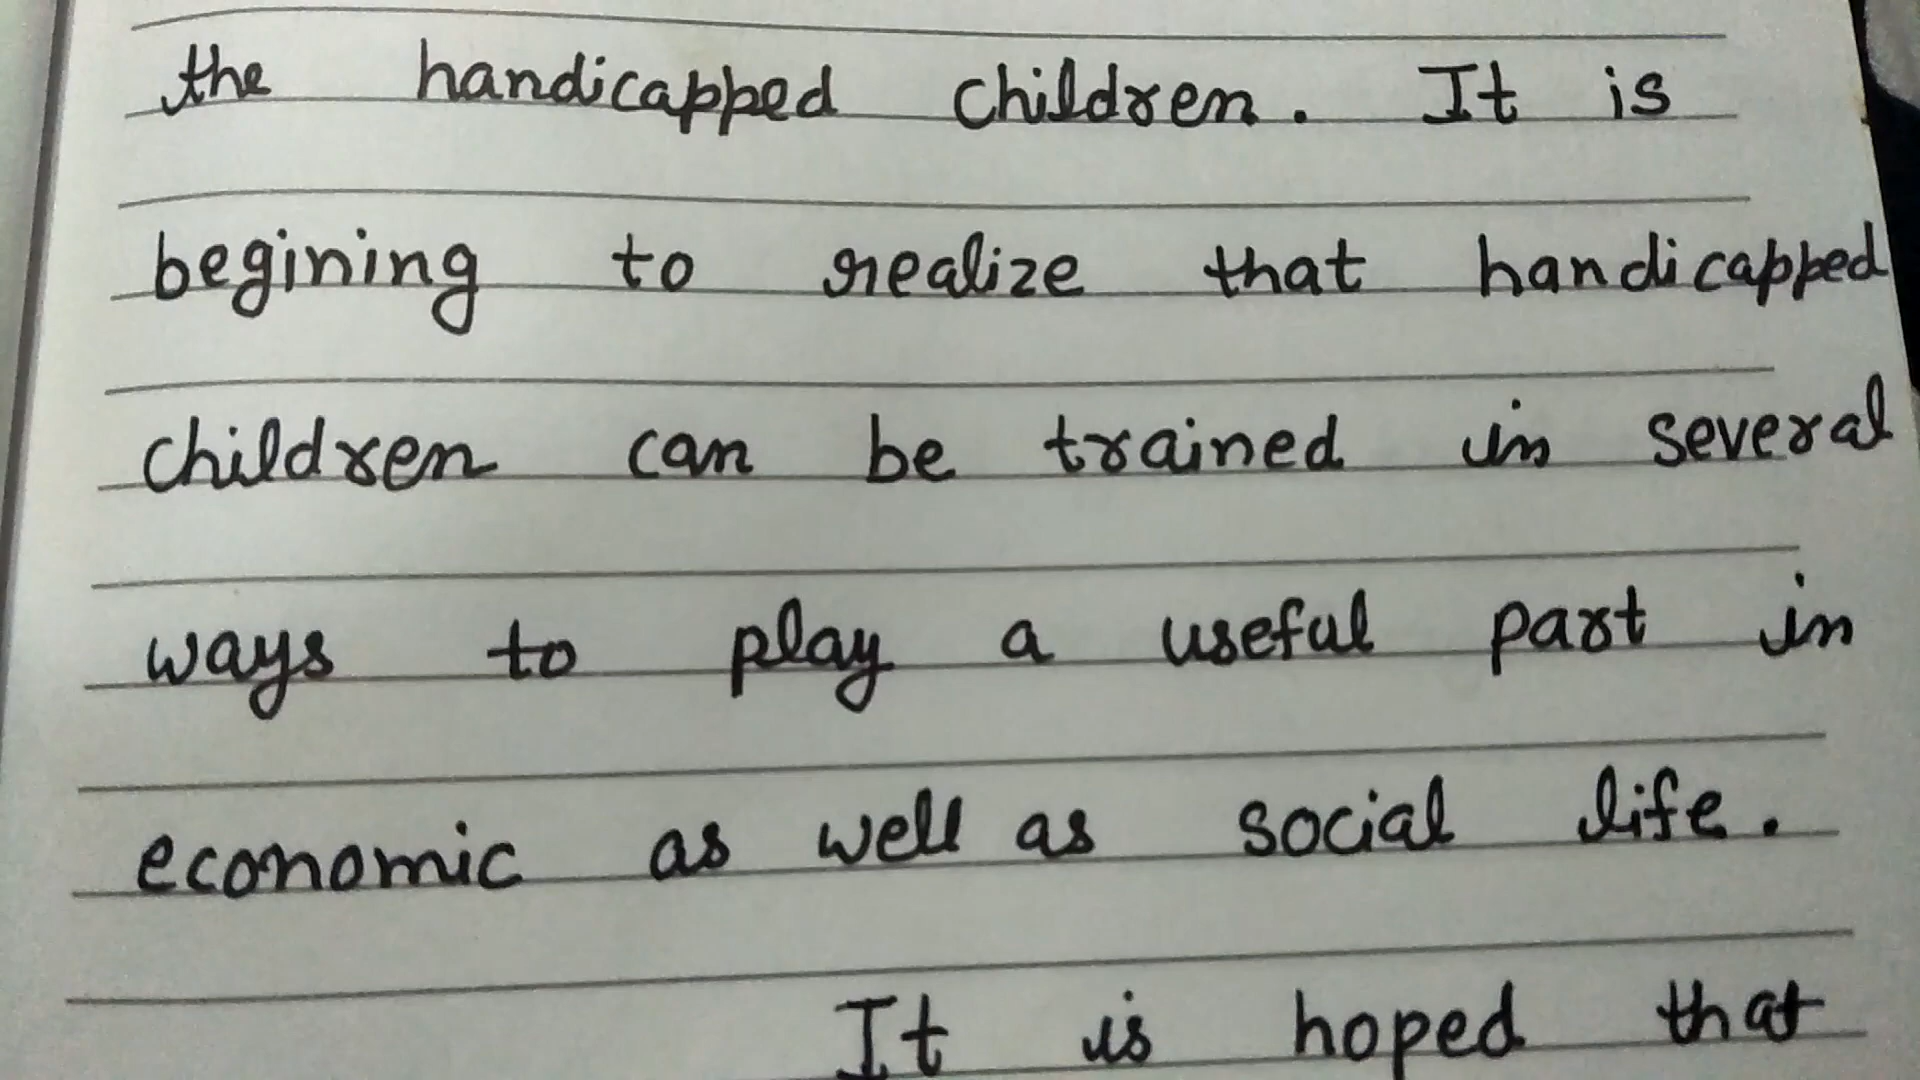 the handicapped children. It is
begining to realize that handicapped
children can be trained in several
ways to play a useful part in
economic as well as social life.
It is hoped that